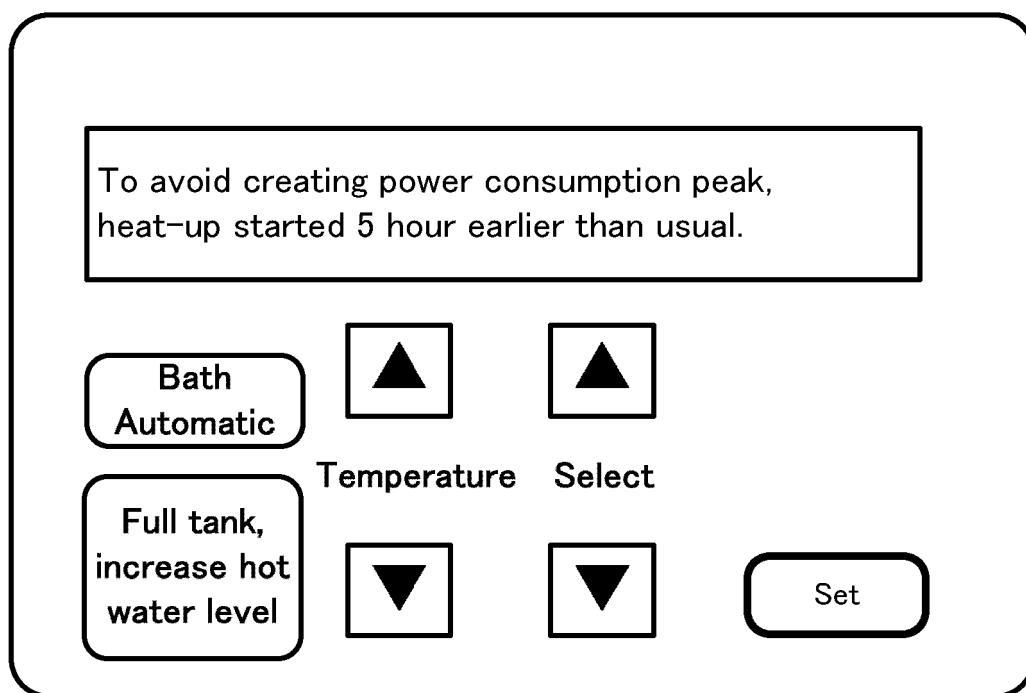 To avoid creating power consumption peak,
heat-up started 5 hour earlier than usual.
Bath
Automatic
Temperature
Select
Full tank,
increase hot
water level
Set